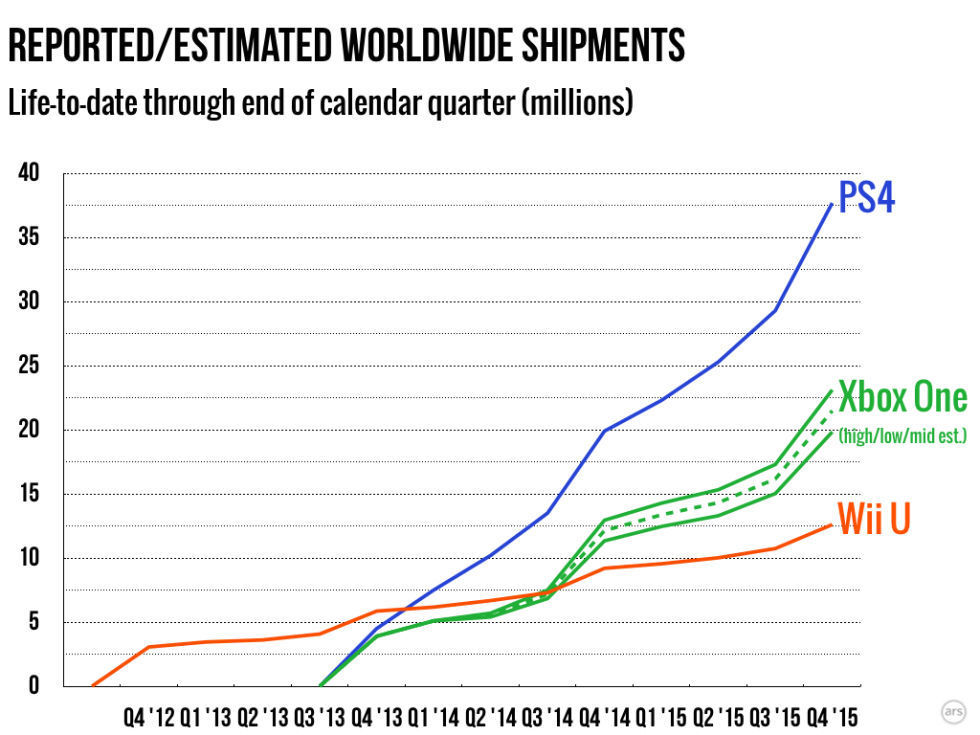 REPORTED/ESTIMATED WORLDWIDE SHIPMENTS
Life-to-date through end of calendar quarter (millions)
40
PS4
35
30
25
Xbox One
20
(high/low/mid est.)
15
Wii U
10
5
0
Q4 '12 Q1 '13 Q2 '13 Q3 '13 Q4 '13 Q1 '14 Q2 '14 Q3 '14 Q4 '14 Q1 '15 Q2 '15 Q3 '15 Q4 '15
ars